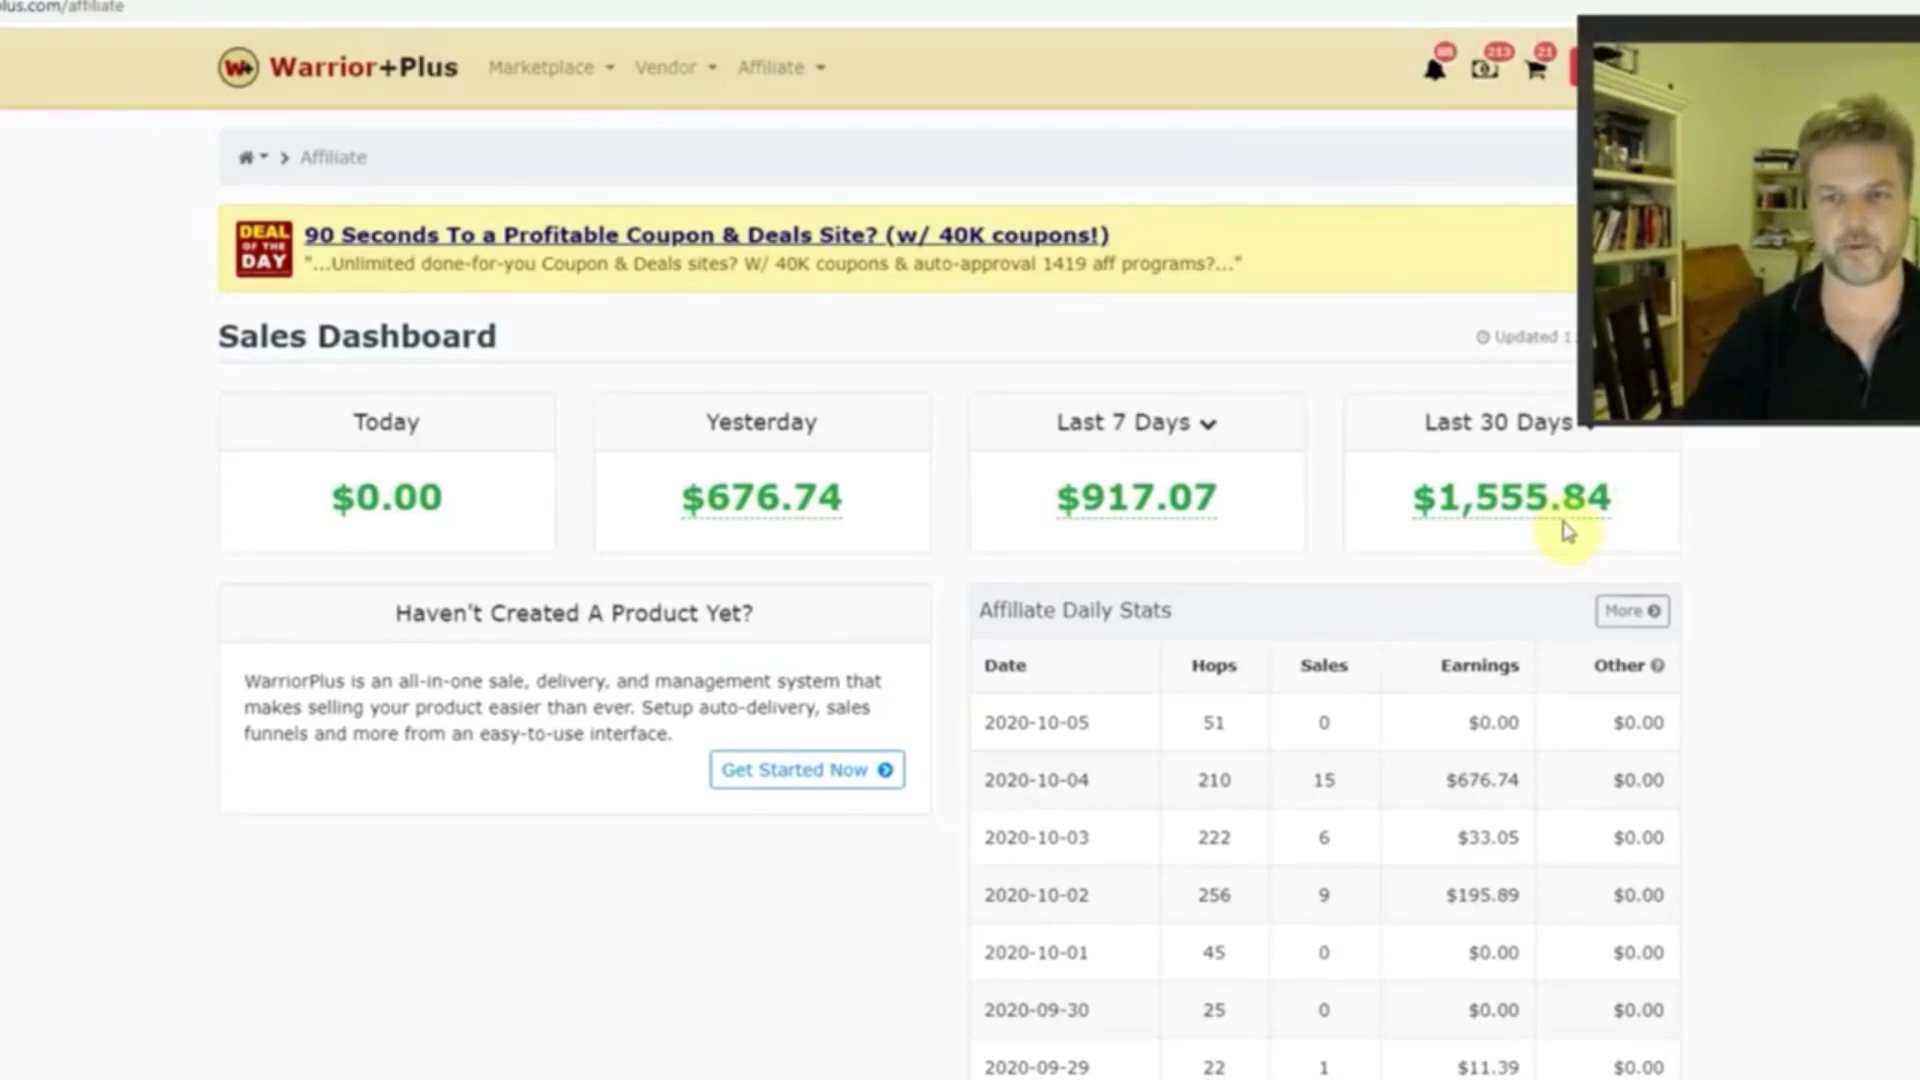 plus.com/affiliate
W+ Warrior+Plus Marketplace Vendor Affiliate 213 21
Affiliate
DEAL OF THE DAY
90 Seconds To a Profitable Coupon & Deals Site? (w/ 40K coupons!)
"...Unlimited done-for-you Coupon & Deals sites? W/ 40K coupons & auto-approval 1419 aff programs?..."
Sales Dashboard
Updated 1
Today Yesterday Last 7 Days Last 30 Days
$0.00 $676.74 $917.07 $1,555.84
Haven't Created A Product Yet?
WarriorPlus is an all-in-one sale, delivery, and management system that
makes selling your product easier than ever. Setup auto-delivery, sales
funnels and more from an easy-to-use interface.
Get Started Now
Affiliate Daily Stats More
Date Hops Sales Earnings Other
2020-10-05 51 0 $0.00 $0.00
2020-10-04 210 15 $676.74 $0.00
2020-10-03 222 6 $33.05 $0.00
2020-10-02 256 9 $195.89 $0.00
2020-10-01 45 0 $0.00 $0.00
2020-09-30 25 0 $0.00 $0.00
2020-09-29 22 1 $11.39 $0.00